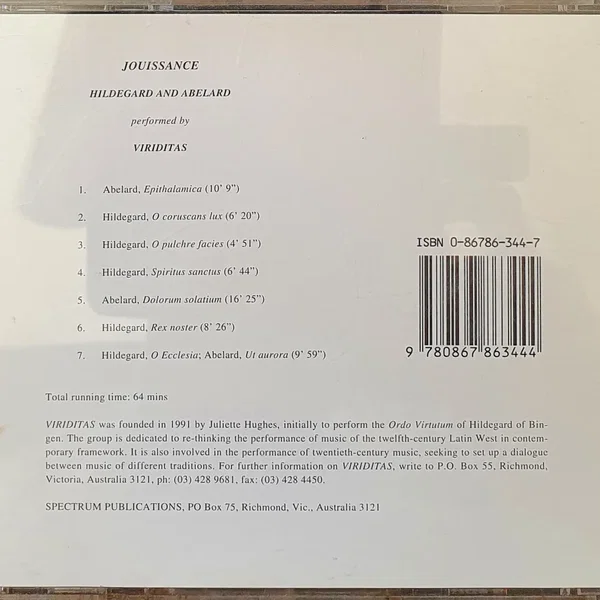 JOUISSANCE
HILDEGARD AND ABELARD
performed by
VIRIDITAS
1. Abelard, Epithalamica (10' 9")
2. Hildegard, O coruscans lux (6' 20")
3. Hildegard, O pulchre facies (4' 51")
4. Hildegard, Spiritus sanctus (6' 44")
5. Abelard, Dolorum solatium (16' 25")
6. Hildegard, Rex noster (8' 26")
7. Hildegard, O Ecclesia; Abelard, Ut aurora (9' 59")
ISBN 0-86786-344-7
9 780867 863444
Total running time: 64 mins
VIRIDITAS was founded in 1991 by Juliette Hughes, initially to perform the Ordo Virtutum of Hildegard of Bin-
gen. The group is dedicated to re-thinking the performance of music of the twelfth-century Latin West in contem-
porary framework. It is also involved in the performance of twentieth-century music, seeking to set up a dialogue
between music of different traditions. For further information on VIRIDITAS, write to P.O. Box 55, Richmond,
Victoria, Australia 3121, ph: (03) 428 9681, fax: (03) 428 4450.
SPECTRUM PUBLICATIONS, PO Box 75, Richmond, Vic., Australia 3121